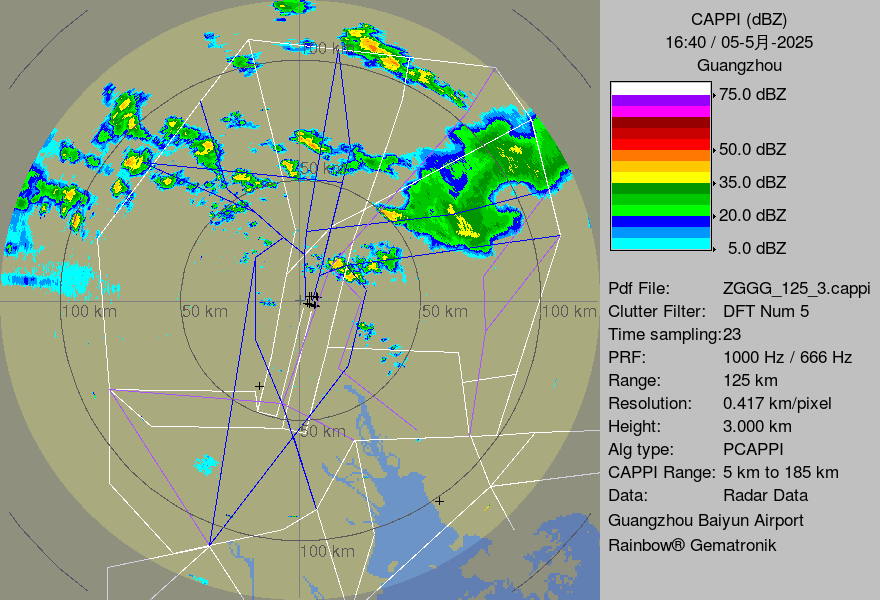 CAPPI (dBZ)
16:40 / 05-5月-2025
Guangzhou
75.0 dBZ
50.0 dBZ
35.0 dBZ
20.0 dBZ
5.0 dBZ
Pdf File: ZGGG_125_3.cappi
Clutter Filter: DFT Num 5
Time sampling:23
PRF: 1000 Hz / 666 Hz
Range: 125 km
Resolution: 0.417 km/pixel
Height: 3.000 km
Alg type: PCAPPI
CAPPI Range: 5 km to 185 km
Data: Radar Data
Guangzhou Baiyun Airport
Rainbow® Gematronik
100 k
50 km
100 km
50 km
50 km
100 km
50 km
100 km